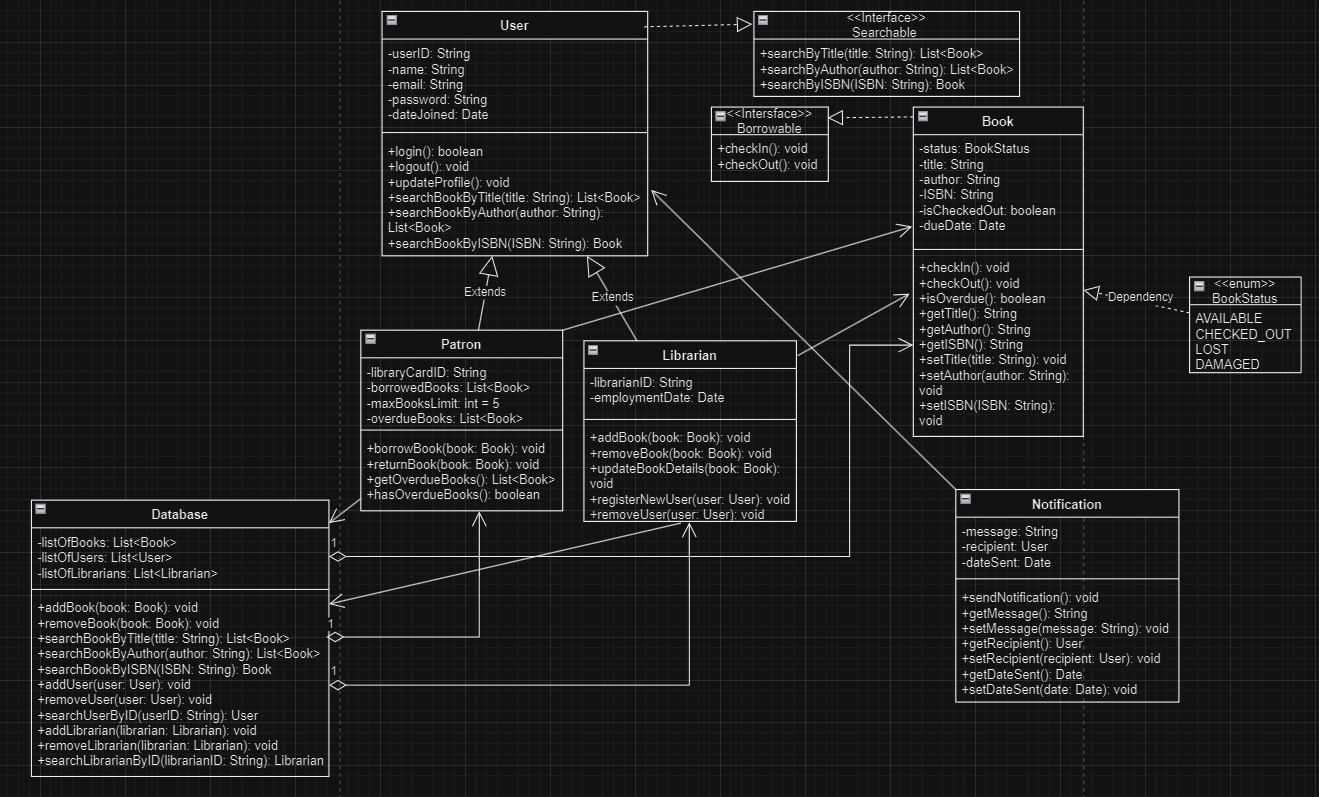 User
-userID: String
-name: String
-email: String
-password: String
-dateJoined: Date
+login(): boolean
+logout(): void
+updateProfile(): void
+searchBookByTitle(title: String): List<Book>
+searchBookByAuthor(author: String):
List<Book>
+searchBookByISBN(ISBN: String): Book
<<Interface>>
Searchable
+searchByTitle(title: String): List<Book>
+searchByAuthor(author: String): List<Book>
+searchByISBN(ISBN: String): Book
<<Intersface>>
Borrowable
+checkIn(): void
+checkOut(): void
Book
-status: BookStatus
-title: String
-author: String
-ISBN: String
-isCheckedOut: boolean
-dueDate: Date
+checkIn(): void
+checkOut(): void
+isOverdue(): boolean
+getTitle(): String
+getAuthor(): String
+getISBN(): String
+setTitle(title: String): void
+setAuthor(author: String):
void
+setISBN(ISBN: String):
void
Dependency
<<enum>>
BookStatus
AVAILABLE
CHECKED_OUT
LOST
DAMAGED
Extends
Extends
Patron
-libraryCardID: String
-borrowedBooks: List<Book>
-maxBooksLimit: int = 5
-overdueBooks: List<Book>
+borrowBook(book: Book): void
+returnBook(book: Book): void
+getOverdueBooks(): List<Book>
+hasOverdueBooks(): boolean
Librarian
-librarianID: String
-employmentDate: Date
+addBook(book: Book): void
+removeBook(book: Book): void
+updateBookDetails(book: Book):
void
+registerNewUser(user: User): void
+removeUser(user: User): void
Database
-listOfBooks: List<Book>
-listOfUsers: List<User>
-listOfLibrarians: List<Librarian>
+addBook(book: Book): void
+removeBook(book: Book): void
+searchBookByTitle(title: String): List<Book>
+searchBookByAuthor(author: String): List<Book>
+searchBookByISBN(ISBN: String): Book
+addUser(user: User): void
+removeUser(user: User): void
+searchUserByID(userID: String): User
+addLibrarian(librarian: Librarian): void
+removeLibrarian(librarian: Librarian): void
+searchLibrarianByID(librarianID: String): Librarian
1
1
1
Notification
-message: String
-recipient: User
-dateSent: Date
+sendNotification(): void
+getMessage(): String
+setMessage(message: String): void
+getRecipient(): User
+setRecipient(recipient: User): void
+getDateSent(): Date
+setDateSent(date: Date): void